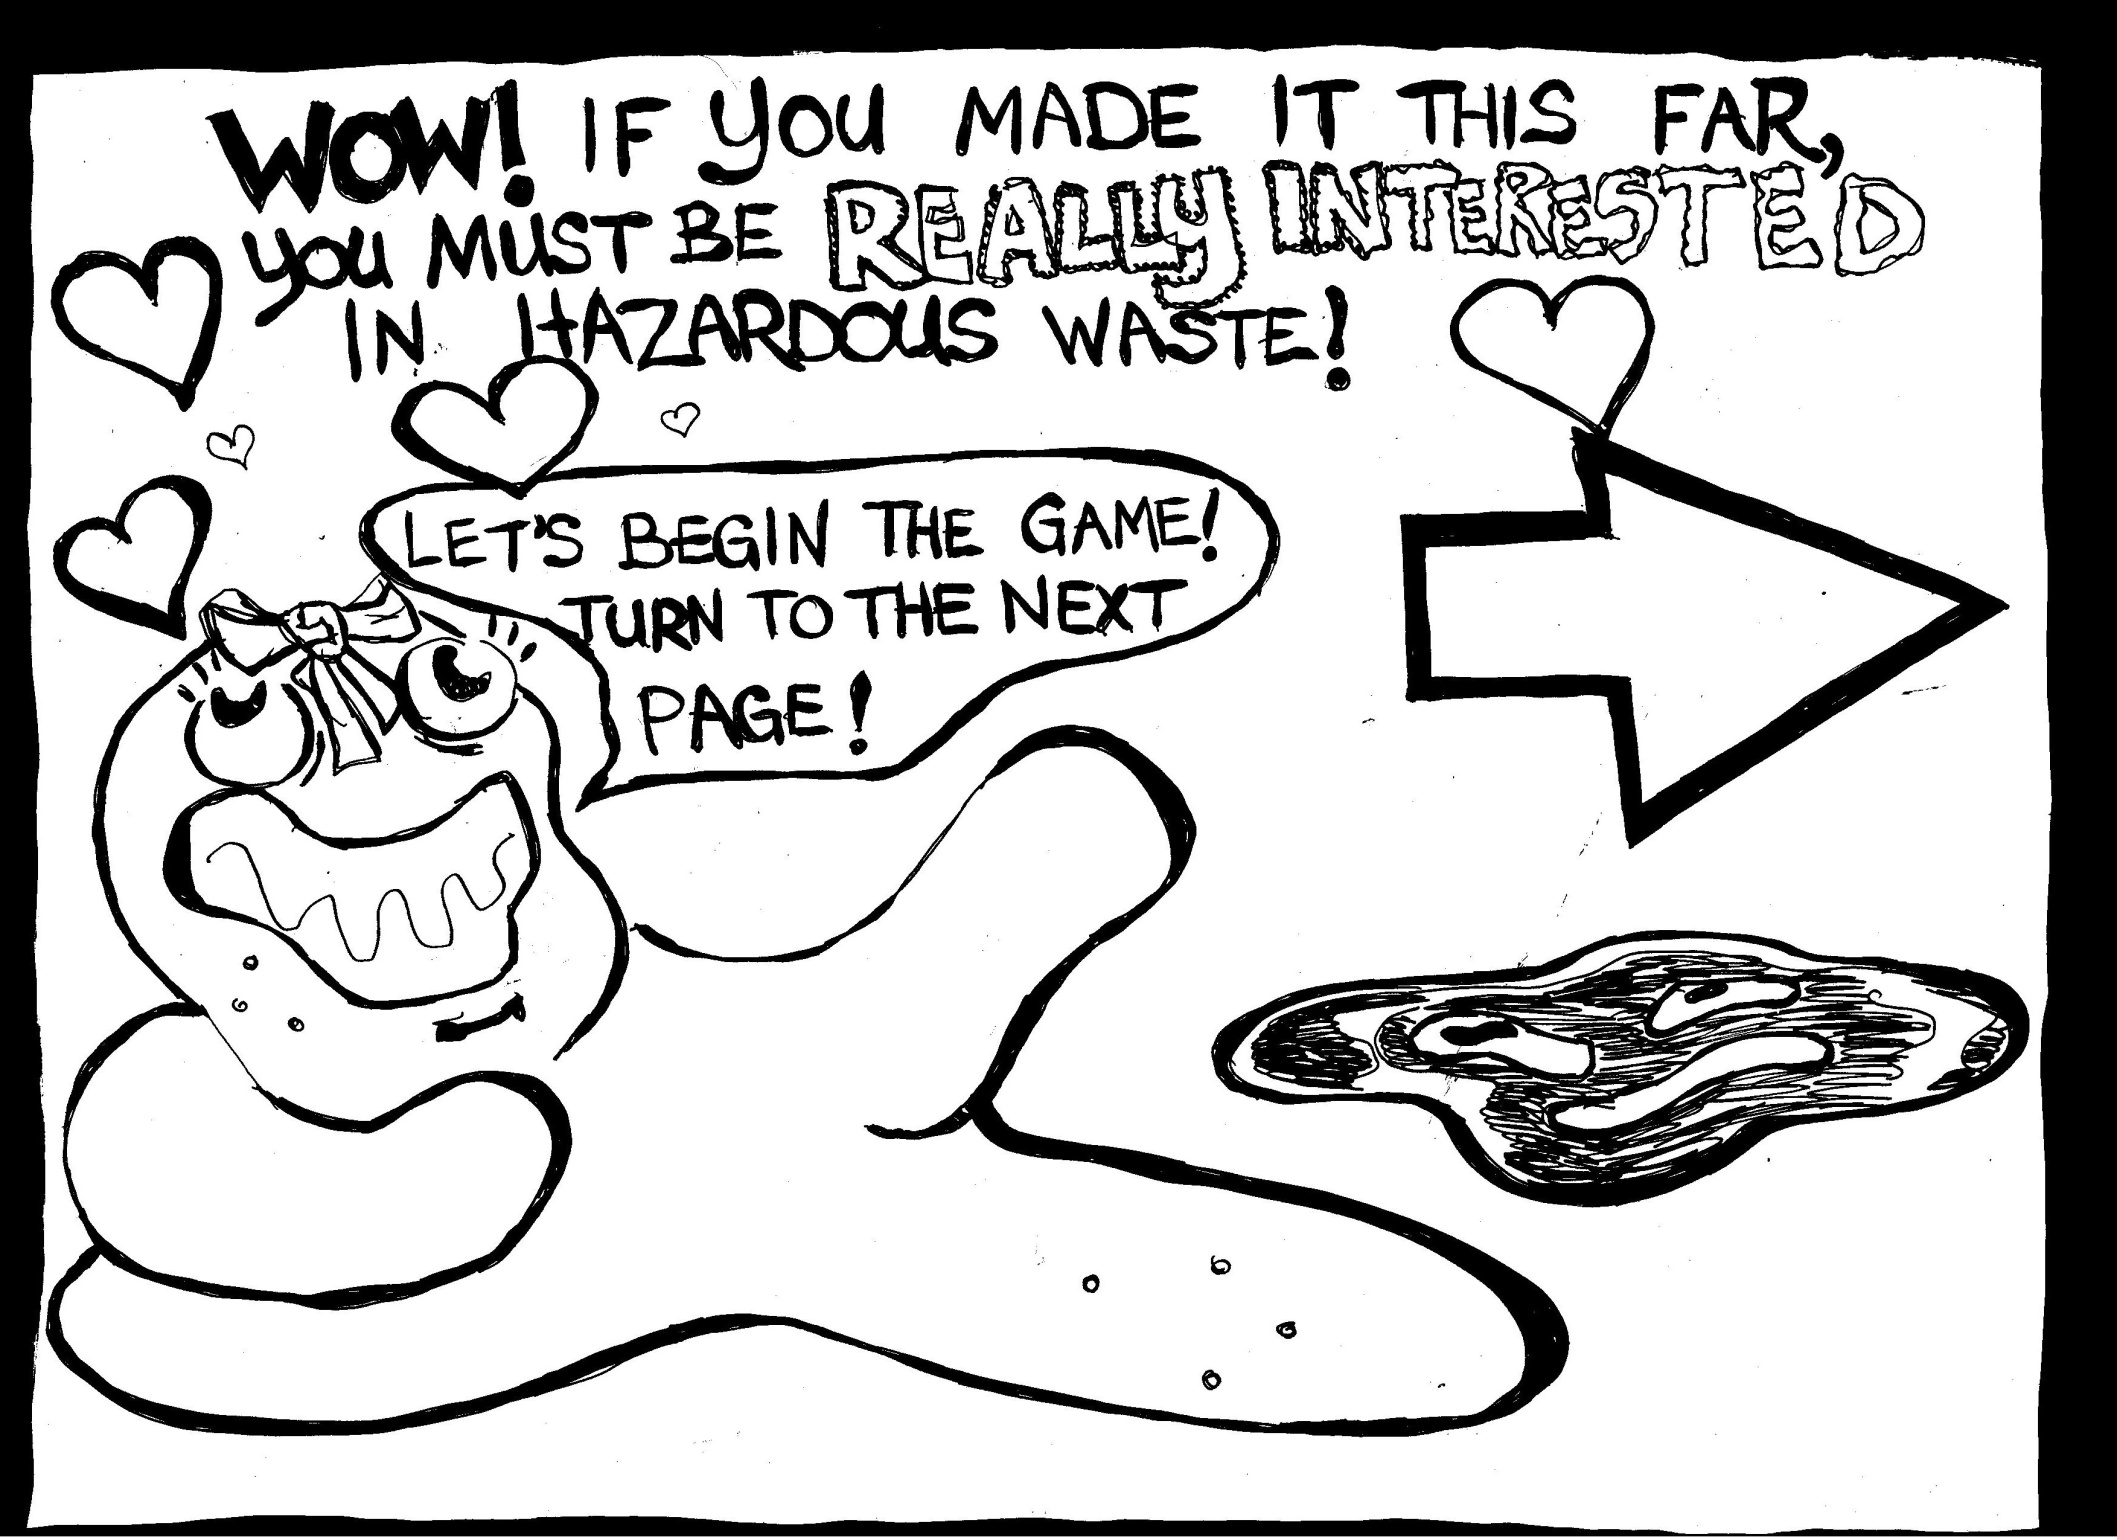 WOW! IF YOU MADE IT THIS FAR,
YOU MUST BE REALLY INTERESTED
IN HAZARDOUS WASTE!
LET'S BEGIN THE GAME!
TURN TO THE NEXT
PAGE!